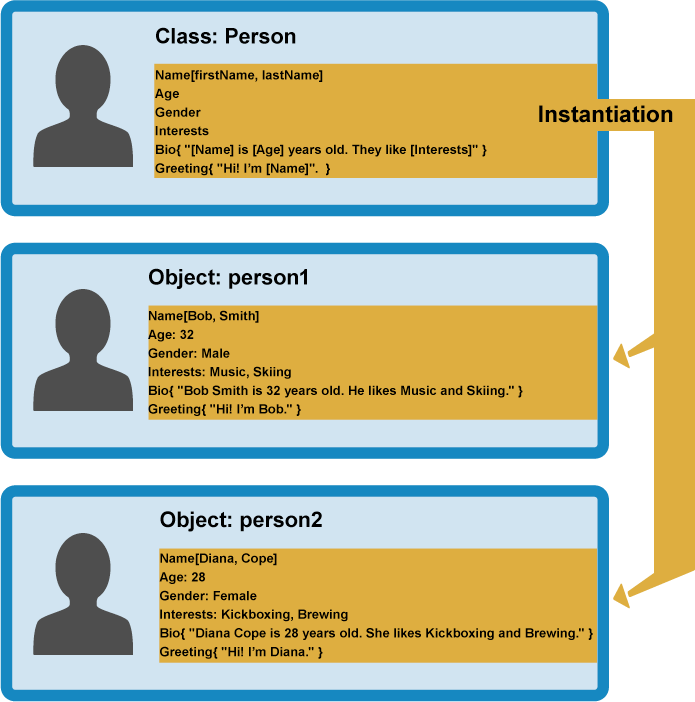 Class: Person
Name[firstName, lastName]
Age
Gender
Interests
Bio{ "[Name] is [Age] years old. They like [Interests]" }
Greeting{ "Hi! I’m [Name]".  }
Instantiation
Object: person1
Name[Bob, Smith]
Age: 32
Gender: Male
Interests: Music, Skiing
Bio{ "Bob Smith is 32 years old. He likes Music and Skiing." }
Greeting{ "Hi! I’m Bob." }
Object: person2
Name[Diana, Cope]
Age: 28
Gender: Female
Interests: Kickboxing, Brewing
Bio{ "Diana Cope is 28 years old. She likes Kickboxing and Brewing." }
Greeting{ "Hi! I’m Diana." }